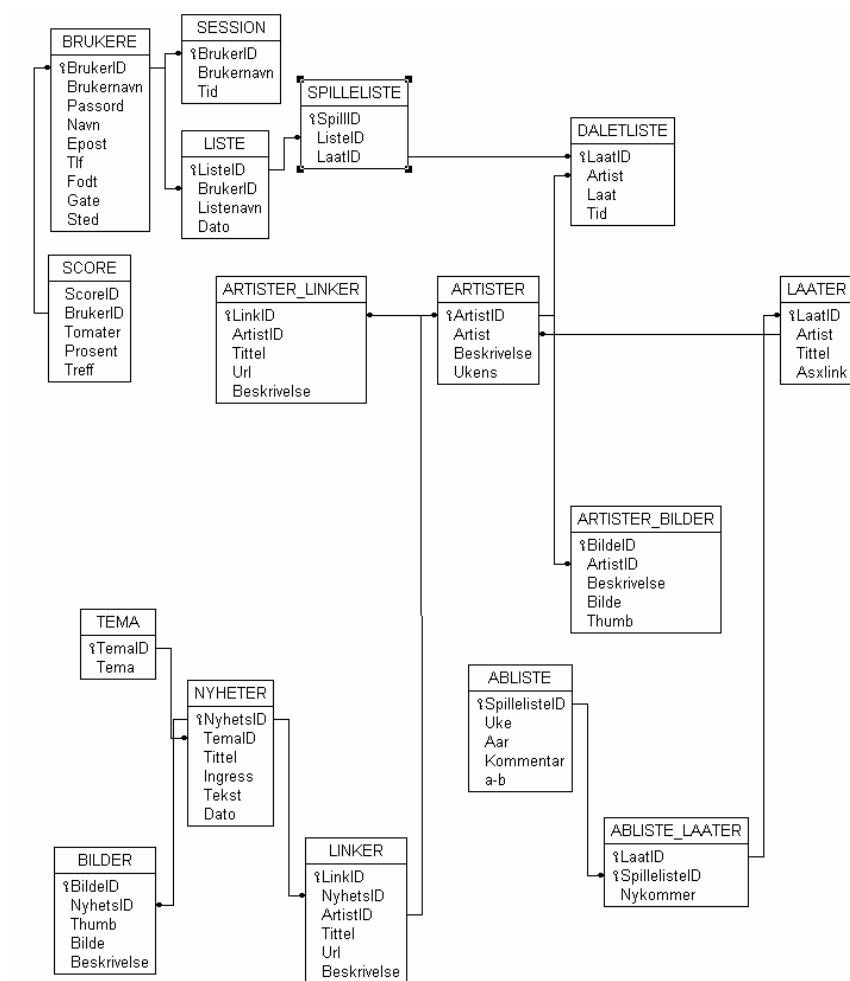 BRUKERE
BrukerID
Brukernavn
Passord
Navn
Epost
Tlf
Fodt
Gate
Sted
SESSION
BrukerID
Brukernavn
Tid
SPILLELISTE
SpillID
ListeID
LaatID
LISTE
ListeID
BrukerID
Listenavn
Dato
DALETLISTE
LaatID
Artist
Laat
Tid
SCORE
ScoreID
BrukerID
Tomater
Prosent
Treff
ARTISTER_LINKER
LinkID
ArtistID
Tittel
Url
Beskrivelse
ARTISTER
ArtistID
Artist
Beskrivelse
Ukens
LAATER
LaatID
Artist
Tittel
Asxlink
ARTISTER_BILDER
BildeID
ArtistID
Beskrivelse
Bilde
Thumb
TEMA
TemaID
Tema
NYHETER
NyhetsID
TemaID
Tittel
Ingress
Tekst
Dato
ABLISTE
SpillelisteID
Uke
Aar
Kommentar
a-b
ABLISTE_LAATER
LaatID
SpillelisteID
Nykommer
BILDER
BildeID
NyhetsID
Thumb
Bilde
Beskrivelse
LINKER
LinkID
NyhetsID
ArtistID
Tittel
Url
Beskrivelse